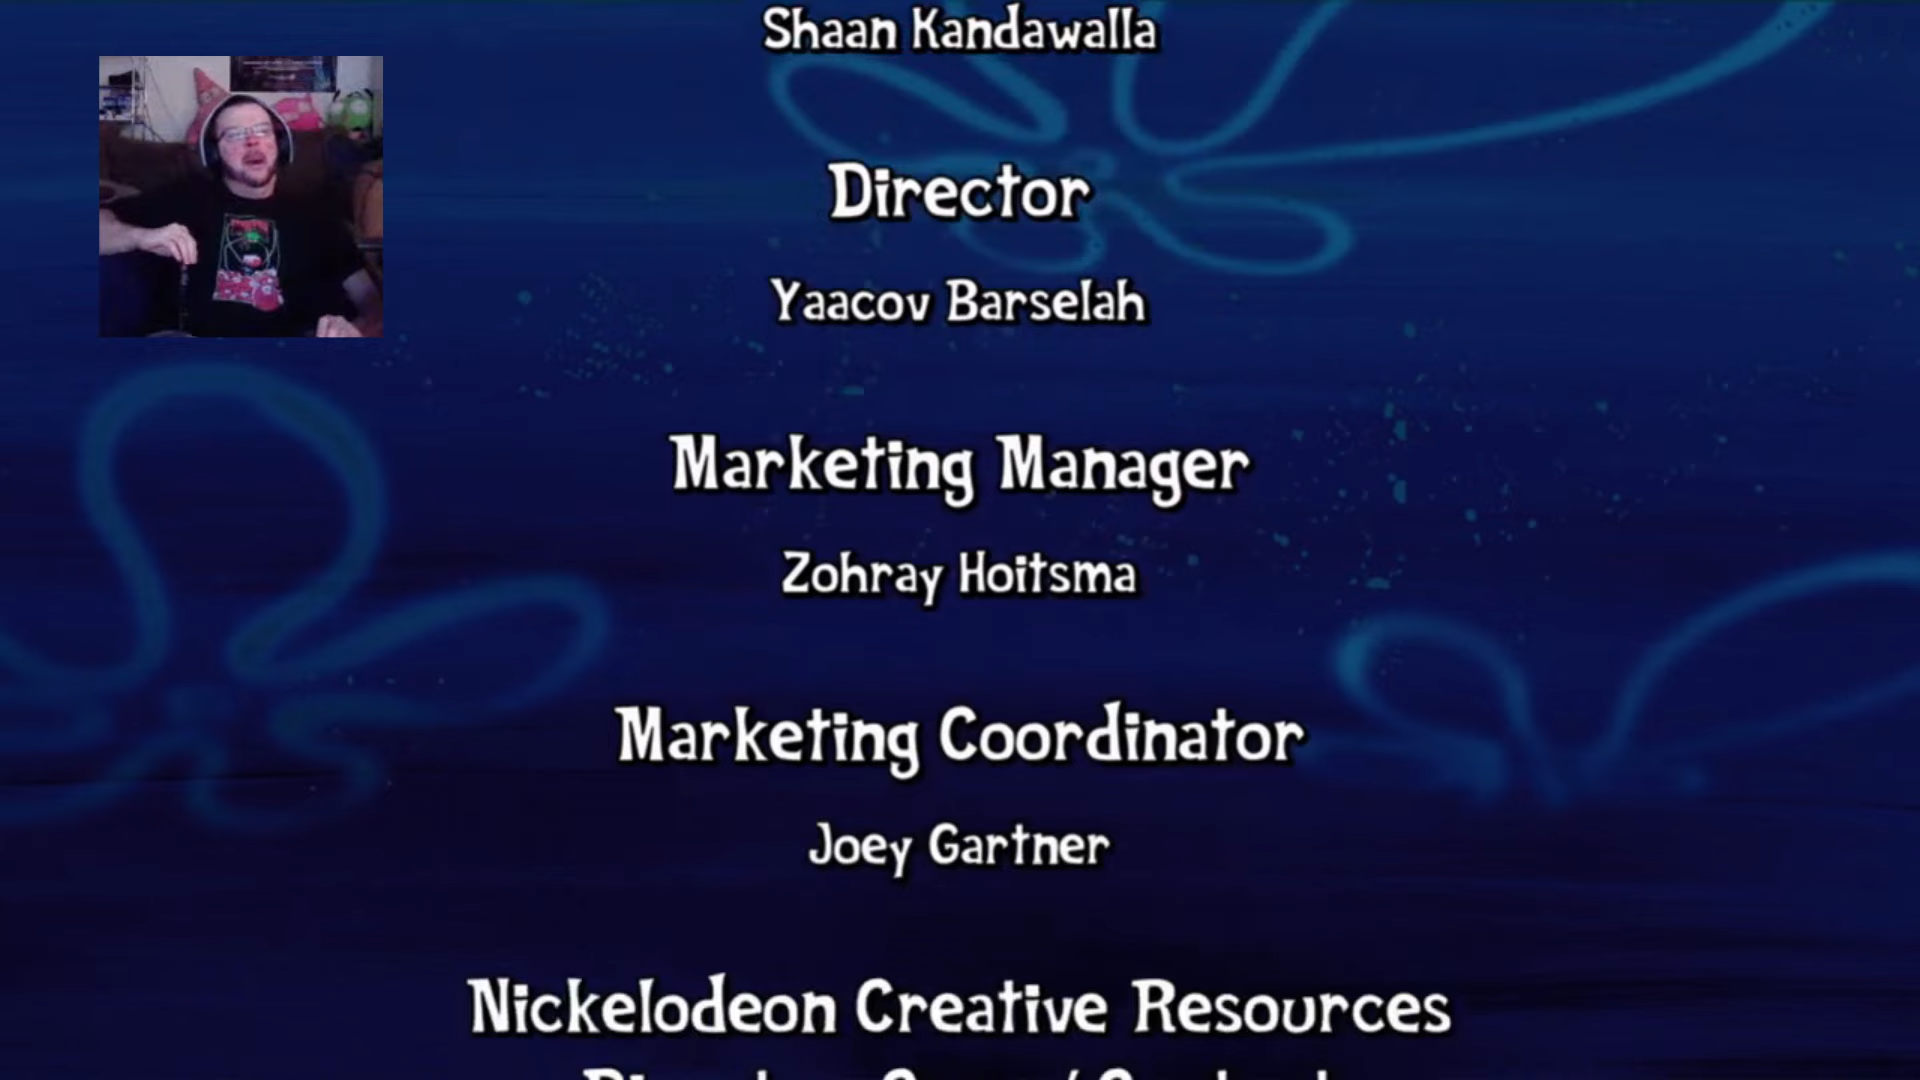 Shaan Kandawalla
Director
Yaacov Barselah
Marketing Manager
Zohray Hoitsma
Marketing Coordinator
Joey Gartner
Nickelodeon Creative Resources